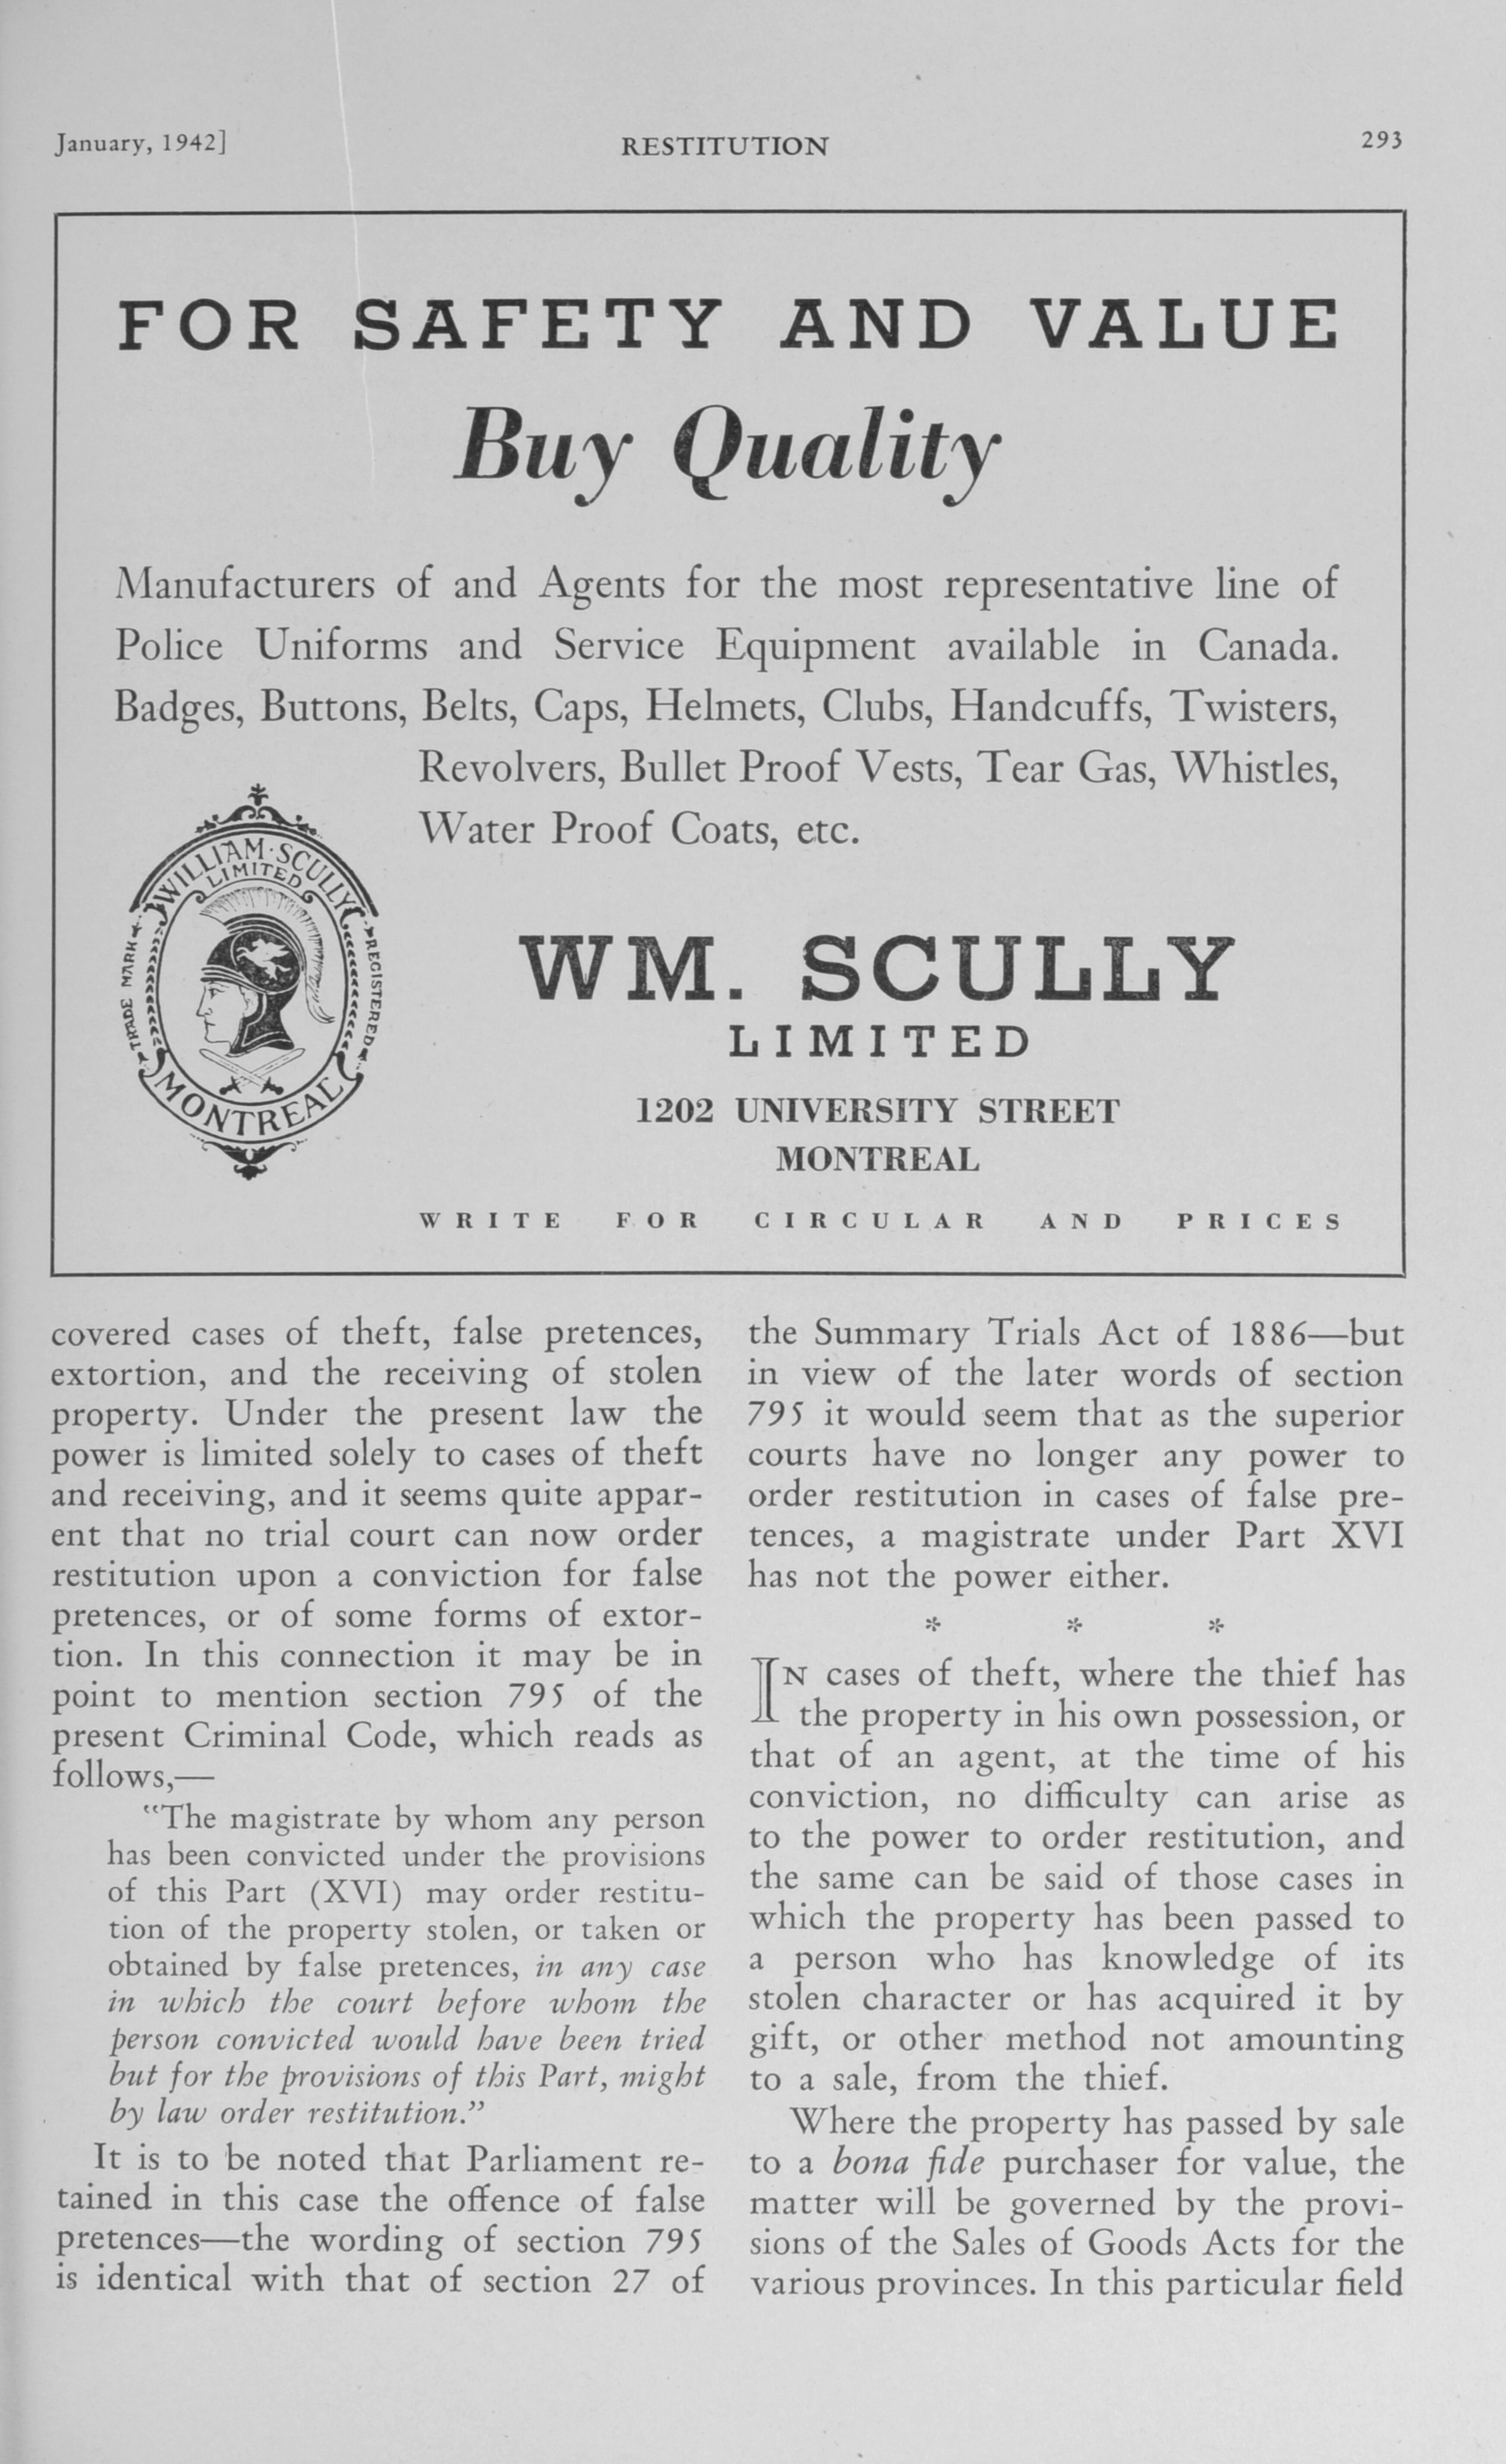 January, 1942]
RESTITUTION
293
FOR SAFETY AND VALUE
Buy Quality
Manufacturers of and Agents for the most representative line of
Police Uniforms and Service Equipment available in Canada.
Badges, Buttons, Belts, Caps, Helmets, Clubs, Handcuffs, Twisters,
Revolvers, Bullet Proof Vests, Tear Gas, Whistles,
Water Proof Coats, etc.
WILLIAM·SCULLY
LIMITED
TRADE MARK
REGISTERED
MONTREAL
WM. SCULLY
LIMITED
1202 UNIVERSITY STREET
MONTREAL
WRITE FOR CIRCULAR AND PRICES
covered cases of theft, false pretences,
extortion, and the receiving of stolen
property. Under the present law the
power is limited solely to cases of theft
and receiving, and it seems quite appar-
ent that no trial court can now order
restitution upon a conviction for false
pretences, or of some forms of extor-
tion. In this connection it may be in
point to mention section 795 of the
present Criminal Code, which reads as
follows,—
"The magistrate by whom any person
has been convicted under the provisions
of this Part (XVI) may order restitu-
tion of the property stolen, or taken or
obtained by false pretences, in any case
in which the court before whom the
person convicted would have been tried
but for the provisions of this Part, might
by law order restitution."
It is to be noted that Parliament re-
tained in this case the offence of false
pretences—the wording of section 795
is identical with that of section 27 of
the Summary Trials Act of 1886—but
in view of the later words of section
795 it would seem that as the superior
courts have no longer any power to
order restitution in cases of false pre-
tences, a magistrate under Part XVI
has not the power either.
* * *
IN cases of theft, where the thief has
the property in his own possession, or
that of an agent, at the time of his
conviction, no difficulty can arise as
to the power to order restitution, and
the same can be said of those cases in
which the property has been passed to
a person who has knowledge of its
stolen character or has acquired it by
gift, or other method not amounting
to a sale, from the thief.
Where the property has passed by sale
to a bona fide purchaser for value, the
matter will be governed by the provi-
sions of the Sales of Goods Acts for the
various provinces. In this particular field